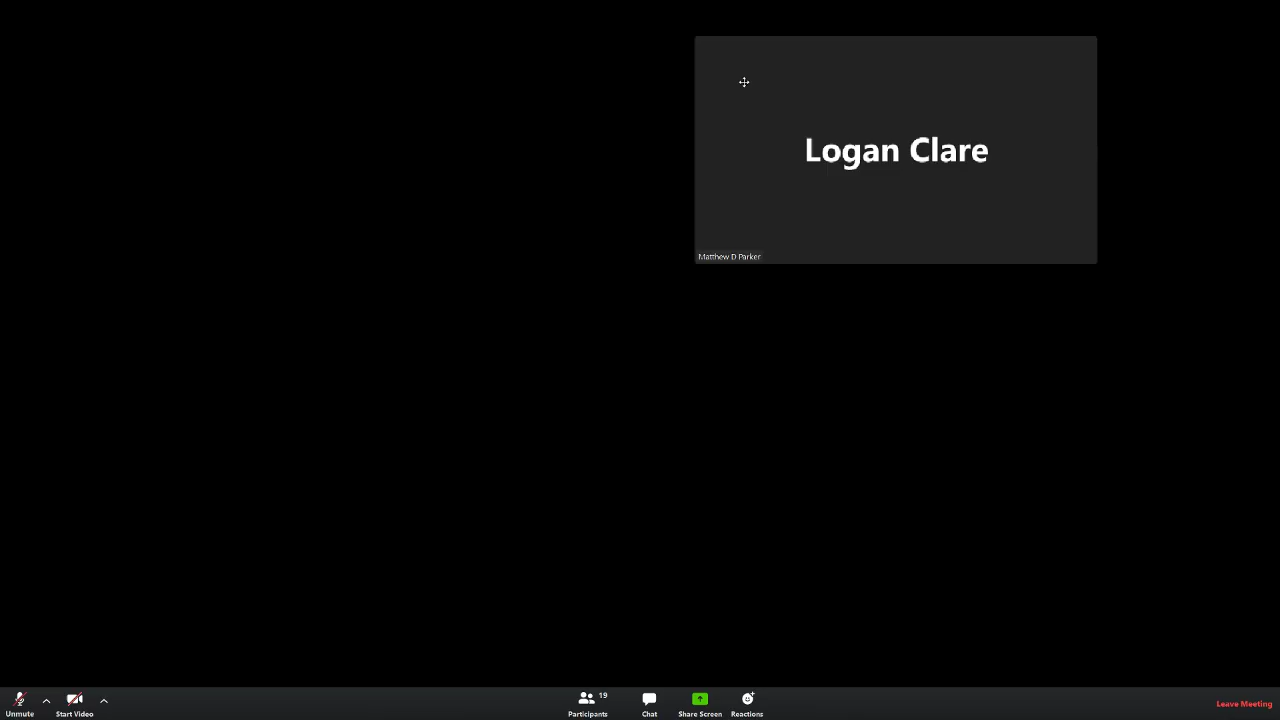 Logan Clare
Matthew D Parker
19
Unmute
Start Video
Participants
Chat
Share Screen
Reactions
Leave Meeting